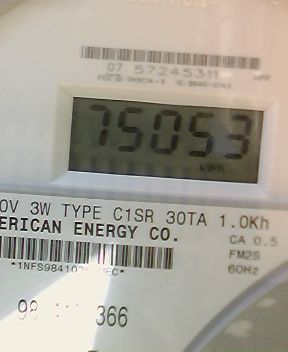 07 57245311
75053
kWh
0V 3W TYPE C1SR 30TA 1.0Kh
ERICAN ENERGY CO.
CA 0.5
FM2S
60Hz
366